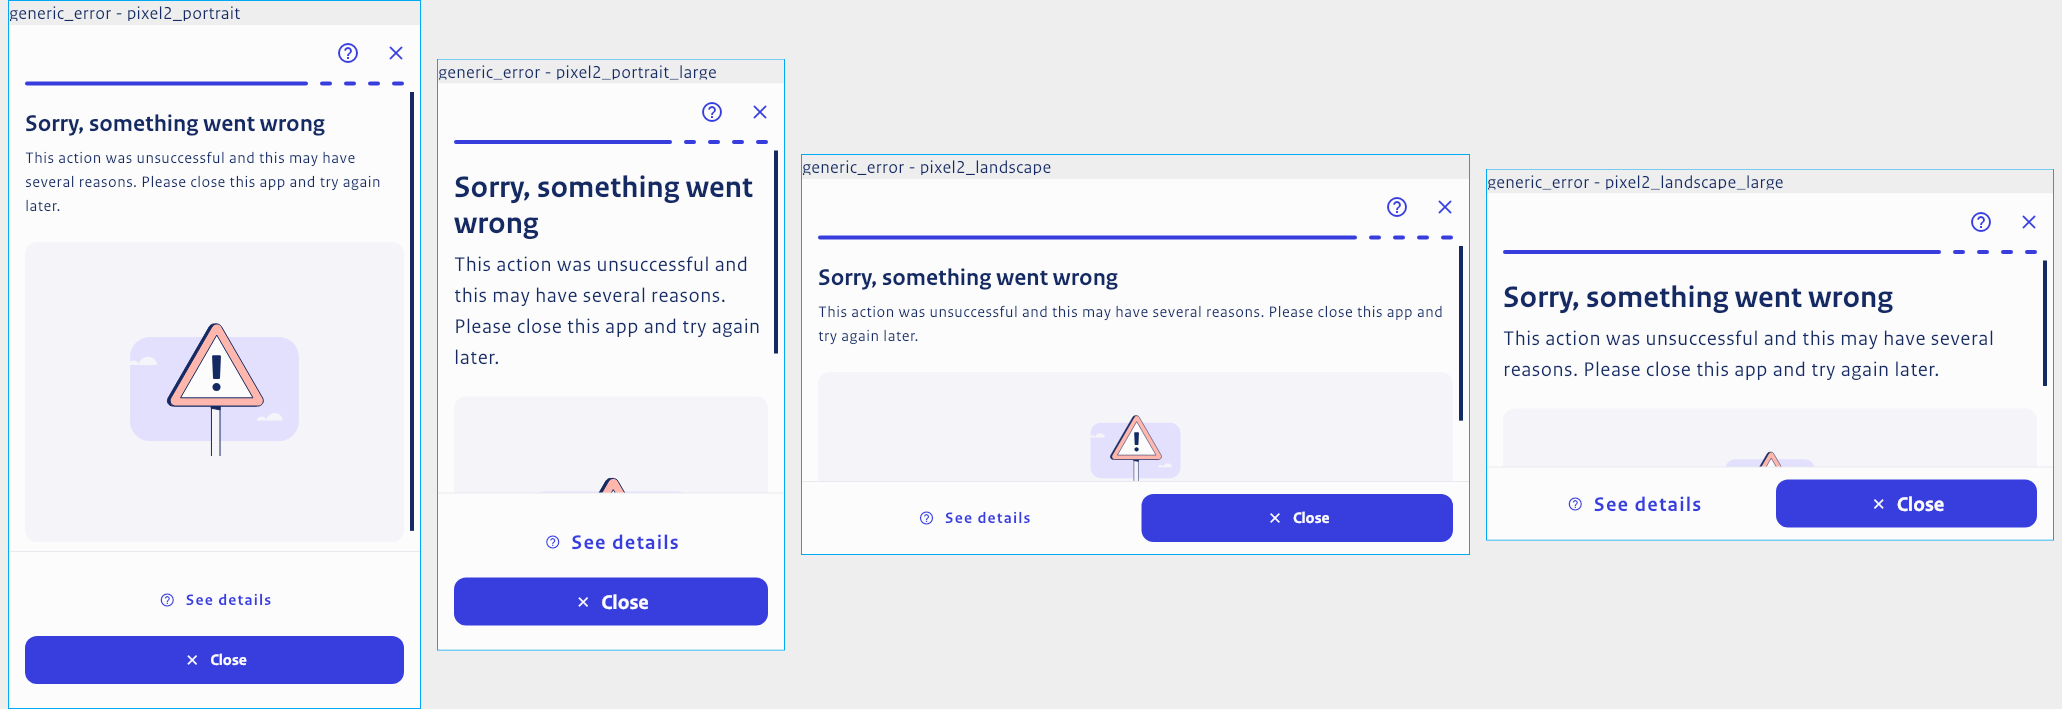 generic_error - pixel2_portrait
Sorry, something went wrong
This action was unsuccessful and this may have
several reasons. Please close this app and try again
later.
See details
Close
generic_error - pixel2_portrait_large
Sorry, something went
wrong
This action was unsuccessful and
this may have several reasons.
Please close this app and try again
later.
See details
Close
generic_error - pixel2_landscape
Sorry, something went wrong
This action was unsuccessful and this may have several reasons. Please close this app and
try again later.
See details
Close
generic_error - pixel2_landscape_large
Sorry, something went wrong
This action was unsuccessful and this may have several
reasons. Please close this app and try again later.
See details
Close